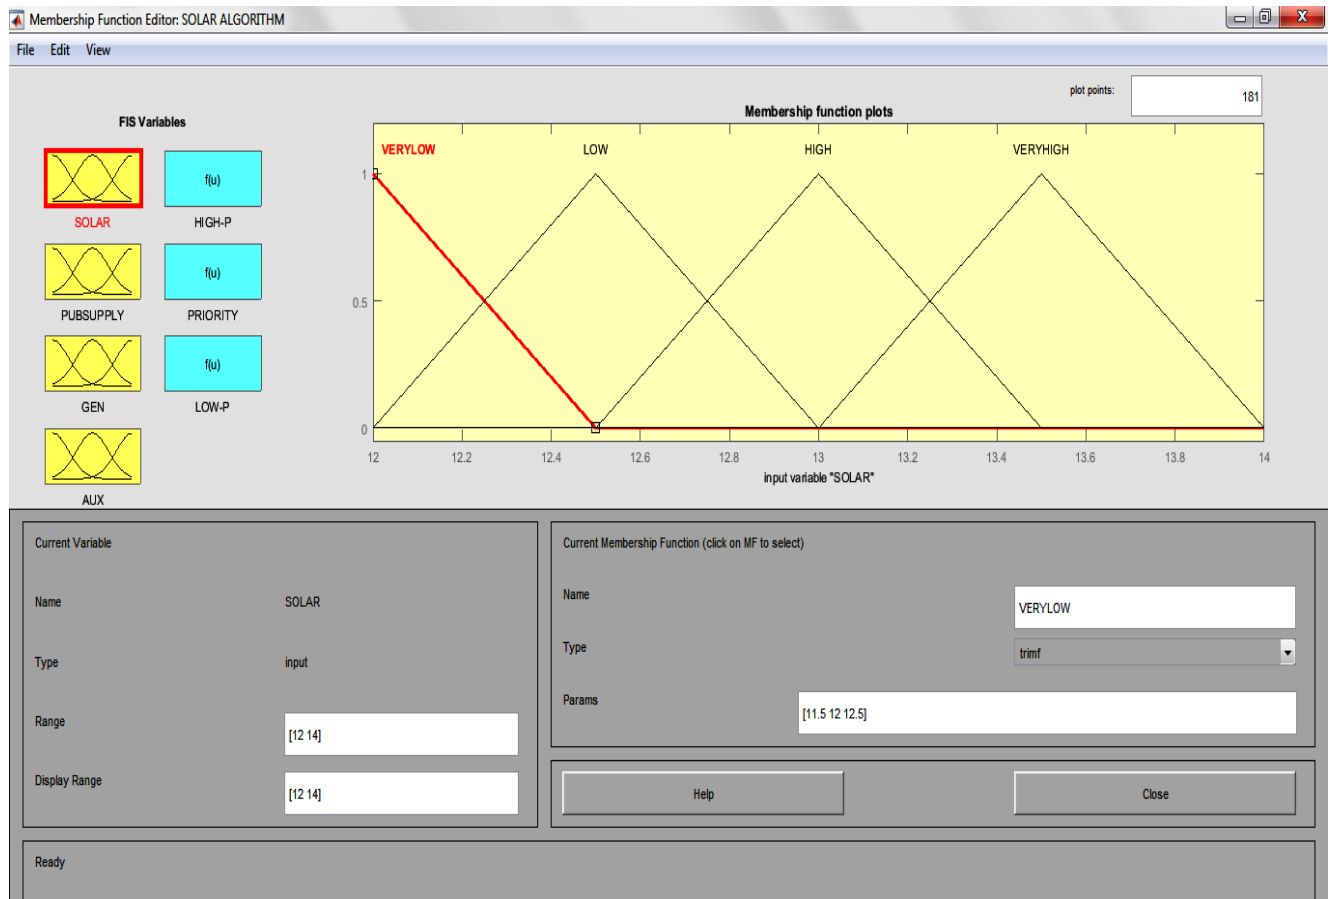 Membership Function Editor: SOLAR ALGORITHM
File Edit View
FIS Variables
f(u)
SOLAR
HIGH-P
f(u)
PUBSUPPLY
PRIORITY
f(u)
GEN
LOW-P
AUX
plot points:
181
Membership function plots
VERYLOW
LOW
HIGH
VERYHIGH
1
0.5
0
12 12.2 12.4 12.6 12.8 13 13.2 13.4 13.6 13.8 14
input variable "SOLAR"
Current Variable
Name
SOLAR
Type
input
Range
[12 14]
Display Range
[12 14]
Current Membership Function (click on MF to select)
Name
VERYLOW
Type
trimf
Params
[11.5 12 12.5]
Help
Close
Ready